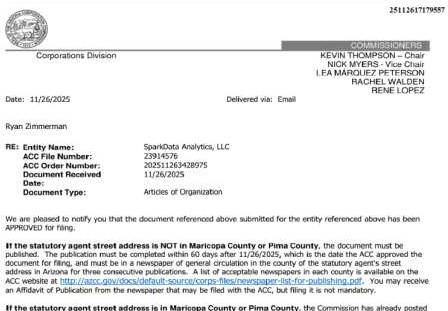 25112617179557
COMMISSIONERS
Corporations Division
KEVIN THOMPSON – Chair
NICK MYERS - Vice Chair
LEA MÁRQUEZ PETERSON
RACHEL WALDEN
RENE LOPEZ
Date: 11/26/2025
Delivered via: Email
Ryan Zimmerman
RE: Entity Name: SparkData Analytics, LLC
ACC File Number: 23914576
ACC Order Number: 202511263428975
Document Received 11/26/2025
Date:
Document Type: Articles of Organization
We are pleased to notify you that the document referenced above submitted for the entity referenced above has been
APPROVED for filing.
If the statutory agent street address is NOT in Maricopa County or Pima County, the document must be
published. The publication must be completed within 60 days after 11/26/2025, which is the date the ACC approved the
document for filing, and must be in a newspaper of general circulation in the county of the statutory agent's street
address in Arizona for three consecutive publications. A list of acceptable newspapers in each county is available on the
ACC website at http://azcc.gov/docs/default-source/corps-files/newspaper-list-for-publishing.pdf. You may receive
an Affidavit of Publication from the newspaper that may be filed with the ACC, but filing it is not mandatory.
If the statutory agent street address is in Maricopa County or Pima County, the Commission has already posted